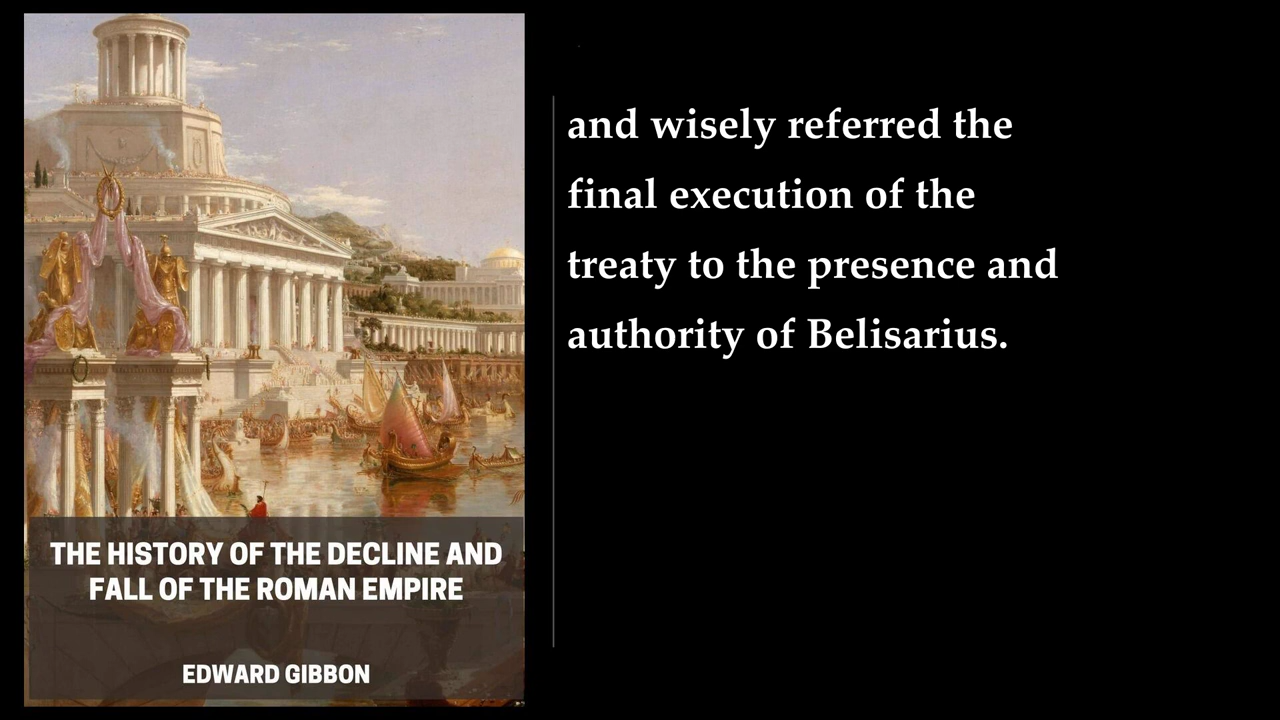 THE HISTORY OF THE DECLINE AND
FALL OF THE ROMAN EMPIRE
EDWARD GIBBON
and wisely referred the
final execution of the
treaty to the presence and
authority of Belisarius.